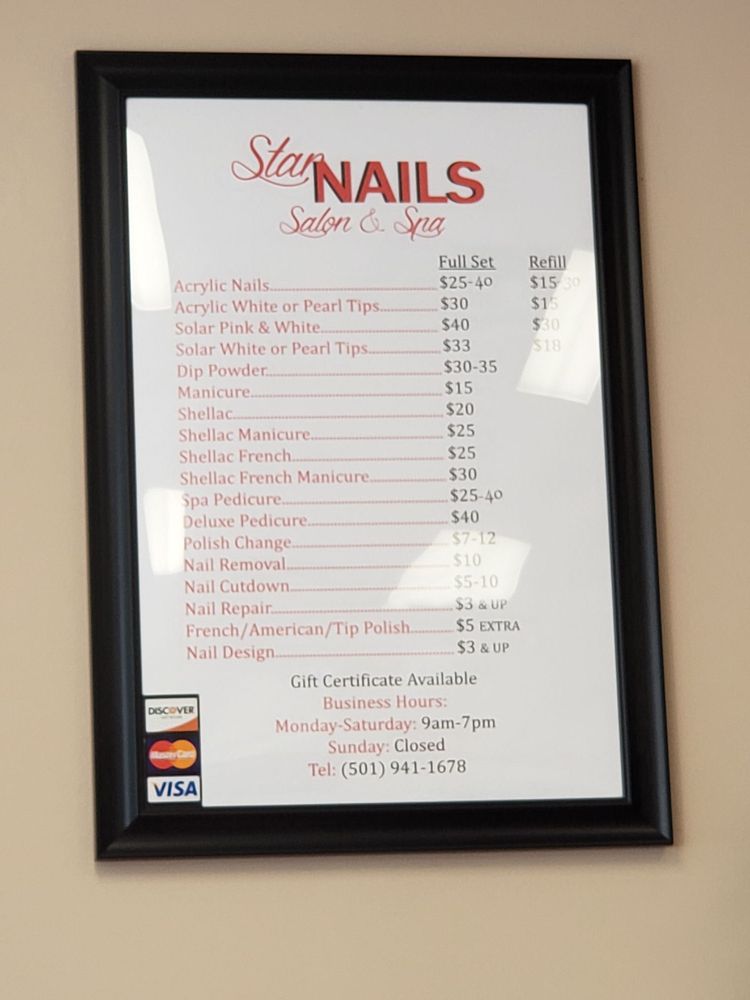 Star NAILS
Salon & Spa
Full Set Refill
Acrylic Nails $25-40 $15-30
Acrylic White or Pearl Tips $30 $15
Solar Pink & White $40 $30
Solar White or Pearl Tips $33 $18
Dip Powder $30-35
Manicure $15
Shellac $20
Shellac Manicure $25
Shellac French $25
Shellac French Manicure $30
Spa Pedicure $25-40
Deluxe Pedicure $40
Polish Change $7-12
Nail Removal $10
Nail Cutdown $5-10
Nail Repair $3 & UP
French/American/Tip Polish $5 EXTRA
Nail Design $3 & UP
Gift Certificate Available
Business Hours:
Monday-Saturday: 9am-7pm
Sunday: Closed
Tel: (501) 941-1678
DISCOVER
MasterCard
VISA